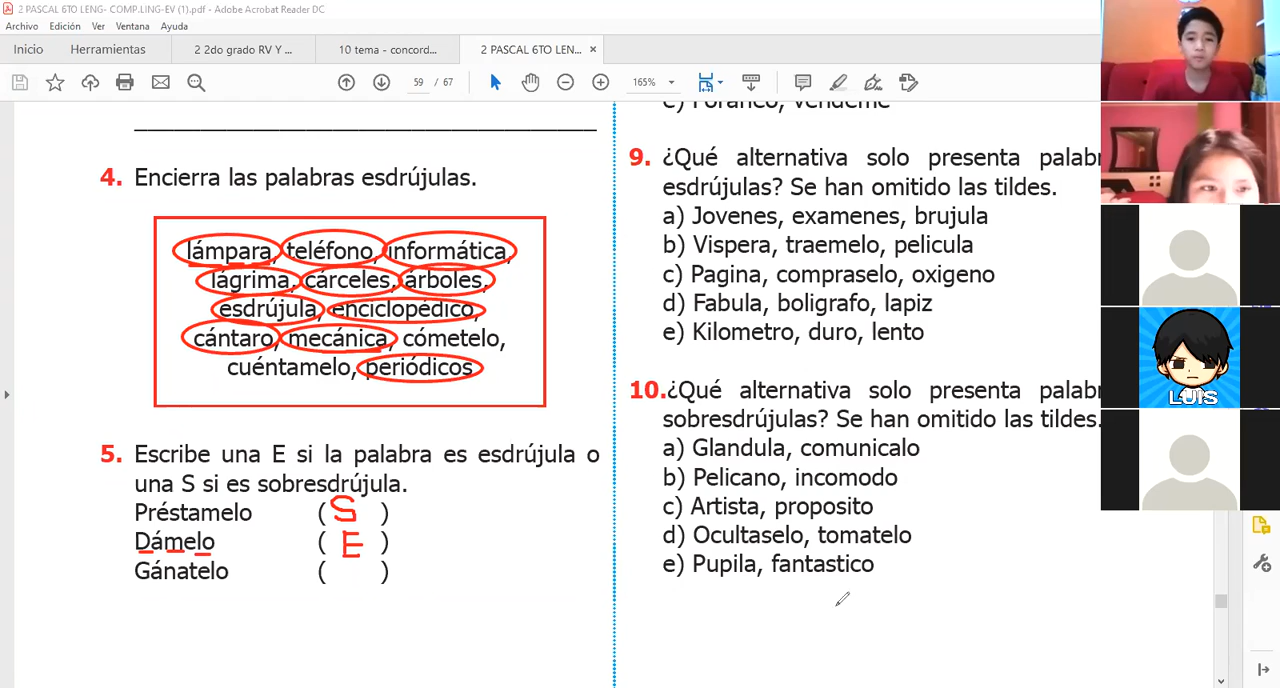 2 PASCAL 6TO LENG- COMP.LING-EV (1).pdf - Adobe Acrobat Reader DC
Archivo Edición Ver Ventana Ayuda
Inicio Herramientas 2 2do grado RV Y ... 10 tema - concord... 2 PASCAL 6TO LEN... ×
59 / 67 165%
4. Encierra las palabras esdrújulas.
lámpara, teléfono, informática,
lágrima, cárceles, árboles,
esdrújula, enciclopédico,
cántaro, mecánica, cómetelo,
cuéntamelo, periódicos
5. Escribe una E si la palabra es esdrújula o
una S si es sobresdrújula.
Préstamelo ( S )
Dámelo ( E )
Gánatelo ( )
9. ¿Qué alternativa solo presenta palabr
esdrújulas? Se han omitido las tildes.
a) Jovenes, examenes, brujula
b) Vispera, traemelo, pelicula
c) Pagina, compraselo, oxigeno
d) Fabula, boligrafo, lapiz
e) Kilometro, duro, lento
10. ¿Qué alternativa solo presenta palabr
sobresdrújulas? Se han omitido las tildes.
a) Glandula, comunicalo
b) Pelicano, incomodo
c) Artista, proposito
d) Ocultaselo, tomatelo
e) Pupila, fantastico
LUIS